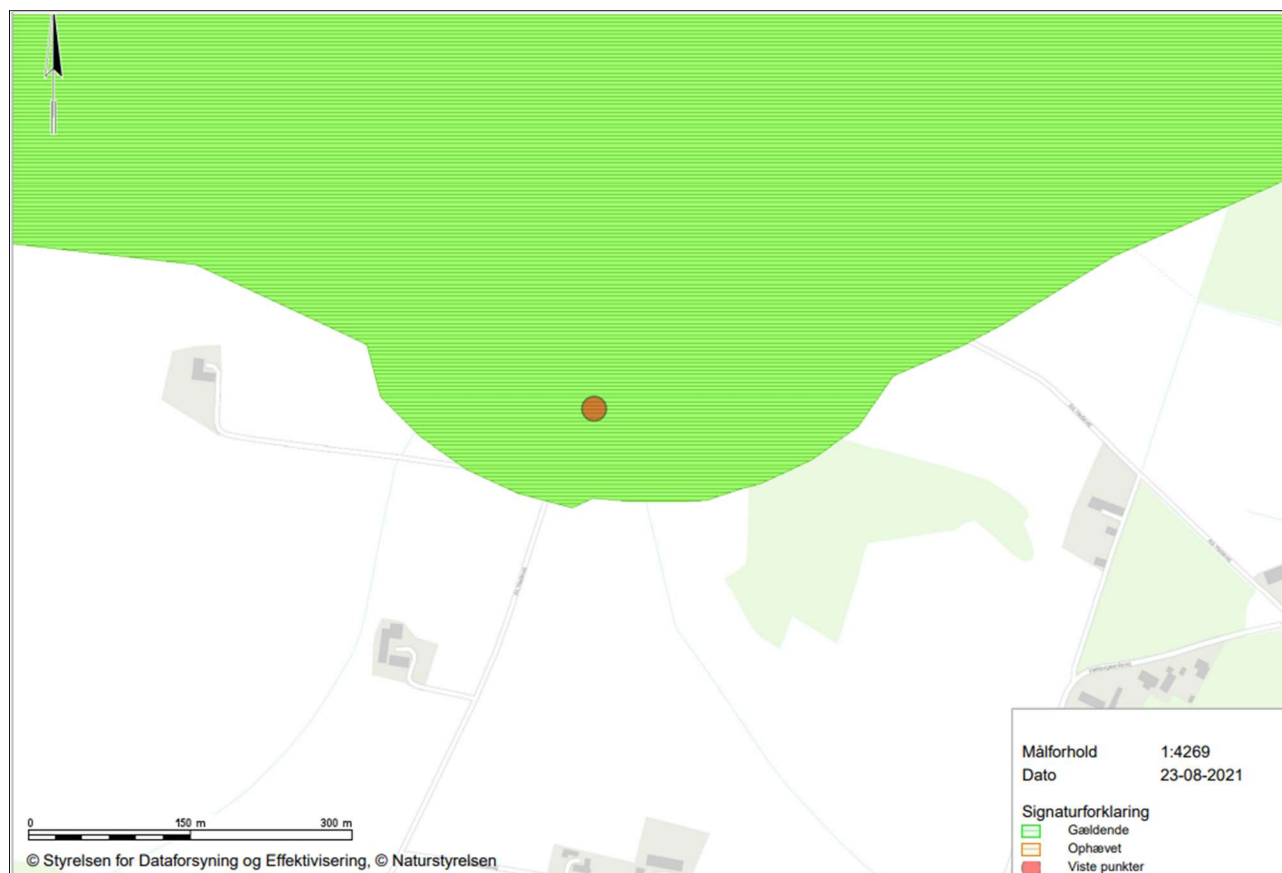 Målforhold 1:4269
Dato 23-08-2021
Signaturforklaring
Gældende
Ophævet
Viste punkter
0 150 m 300 m
© Styrelsen for Dataforsyning og Effektivisering, © Naturstyrelsen